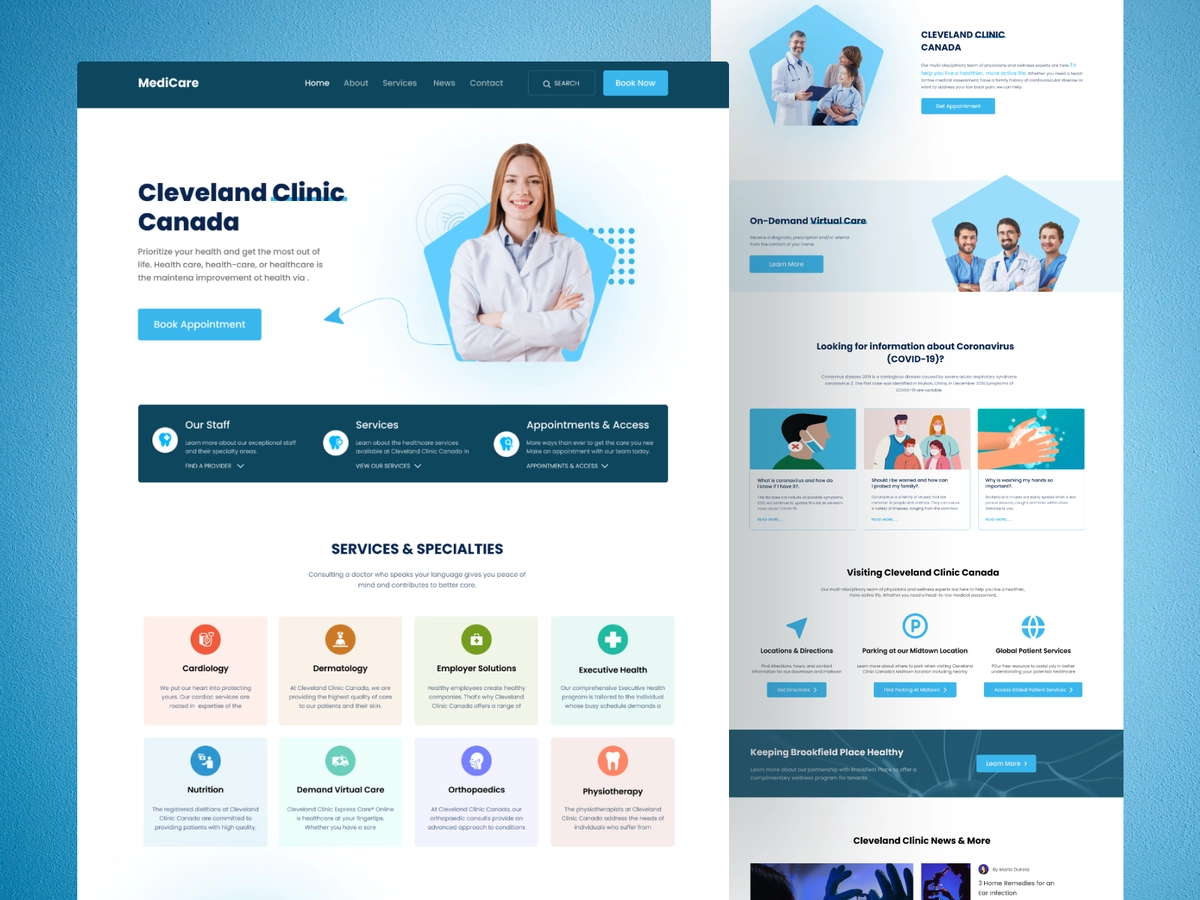 MediCare
Home About Services News Contact SEARCH Book Now
Cleveland Clinic
Canada
Prioritize your health and get the most out of
life. Health care, health-care, or healthcare is
the maintena improvement ot health via .
Book Appointment
Our Staff
Learn more about our exceptional staff
and their specialty areas.
FIND A PROVIDER
Services
Learn about the healthcare services
available at Cleveland Clinic Canada in
VIEW OUR SERVICES
Appointments & Access
More ways than ever to get the care you nee
Make an appointment with our team today.
APPOINTMENTS & ACCESS
SERVICES & SPECIALTIES
Consulting a doctor who speaks your language gives you peace of
mind and contributes to better care.
Cardiology
We put our heart into protecting
yours. Our cardiac services are
rooted in expertise of the
Dermatology
At Cleveland Clinic Canada, we are
providing the highest quality of care
to our patients and their skin.
Employer Solutions
Healthy employees create healthy
companies. That's why Cleveland
Clinic Canada offers a range of
Executive Health
Our comprehensive Executive Health
program is tailored to the individual
whose busy schedule demands a
Nutrition
The registered dietitians at Cleveland
Clinic Canada are committed to
providing patients with high quality.
Demand Virtual Care
Cleveland Clinic Express Care® Online
is healthcare at your fingertips.
Whether you have a sore
Orthopaedics
At Cleveland Clinic Canada, our
orthopaedic consults provide an
advanced approach to conditions
Physiotherapy
The physiotherapists at Cleveland
Clinic Canada address the needs of
individuals who suffer from
CLEVELAND CLINIC
CANADA
Our multi-disciplinary team of physicians and wellness experts are here To
help you live a healthier, more active life. Whether you need a head-
to-toe medical assessment, have a family history of cardiovascular disease or
want to address your low back pain, we can help
Get Appointment
On-Demand Virtual Care
Receive a diagnosis, prescription and/or referral
from the comfort of your home.
Learn More
Looking for information about Coronavirus
(COVID-19)?
Coronavirus disease 2019 is a contagious disease caused by severe acute respiratory syndrome
coronavirus 2. The first case was identified in Wuhan, China, in December 2019. Symptoms of
COVID-19 are variable.
What is coronavirus and how do
I know if I have it?.
READ MORE....
Should I be worried and how can
I protect my family?.
READ MORE....
Why is washing my hands so
important?.
READ MORE....
Visiting Cleveland Clinic Canada
Our multi-disciplinary team of physicians and wellness experts are here to help you live a healthier,
more active life. Whether you need a head-to-toe medical assessment,
Locations & Directions
Find directions, hours, and contact
information for our downtown and midtown
Get Directions
Parking at our Midtown Location
Learn more about where to park when visiting Cleveland
Clinic Canada's Midtown location including nearby
Find Parking At Midtown
Global Patient Services
FOur free resource to assist you in better
understanding your potential healthcare
Access Global Patient Services
Keeping Brookfield Place Healthy
Learn more about our partnership with Brookfield Place to offer a
complimentary wellness program for tenants.
Learn More
Cleveland Clinic News & More
By Maria
3 Home Remedies for an
Ear Infection